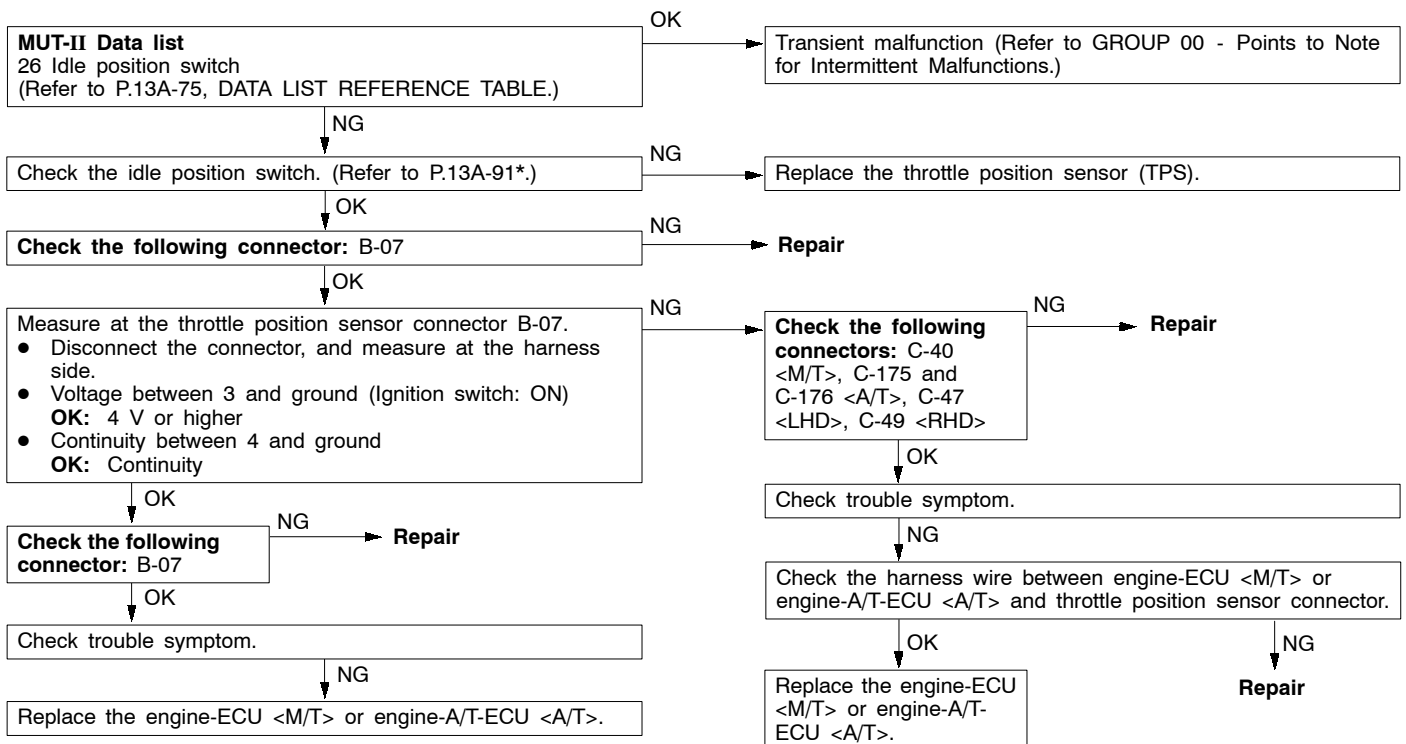 MUT-II Data list
26 Idle position switch
(Refer to P.13A-75, DATA LIST REFERENCE TABLE.)
OK
Transient malfunction (Refer to GROUP 00 - Points to Note
for Intermittent Malfunctions.)
NG
Check the idle position switch. (Refer to P.13A-91*.)
NG
Replace the throttle position sensor (TPS).
OK
Check the following connector: B-07
NG
Repair
OK
Measure at the throttle position sensor connector B-07.
● Disconnect the connector, and measure at the harness
side.
● Voltage between 3 and ground (Ignition switch: ON)
OK: 4 V or higher
● Continuity between 4 and ground
OK: Continuity
NG
Check the following
connectors: C-40
<M/T>, C-175 and
C-176 <A/T>, C-47
<LHD>, C-49 <RHD>
NG
Repair
OK
Check trouble symptom.
NG
Check the harness wire between engine-ECU <M/T> or
engine-A/T-ECU <A/T> and throttle position sensor connector.
OK
Replace the engine-ECU
<M/T> or engine-A/T-
ECU <A/T>.
NG
Repair
OK
Check the following
connector: B-07
NG
Repair
OK
Check trouble symptom.
NG
Replace the engine-ECU <M/T> or engine-A/T-ECU <A/T>.